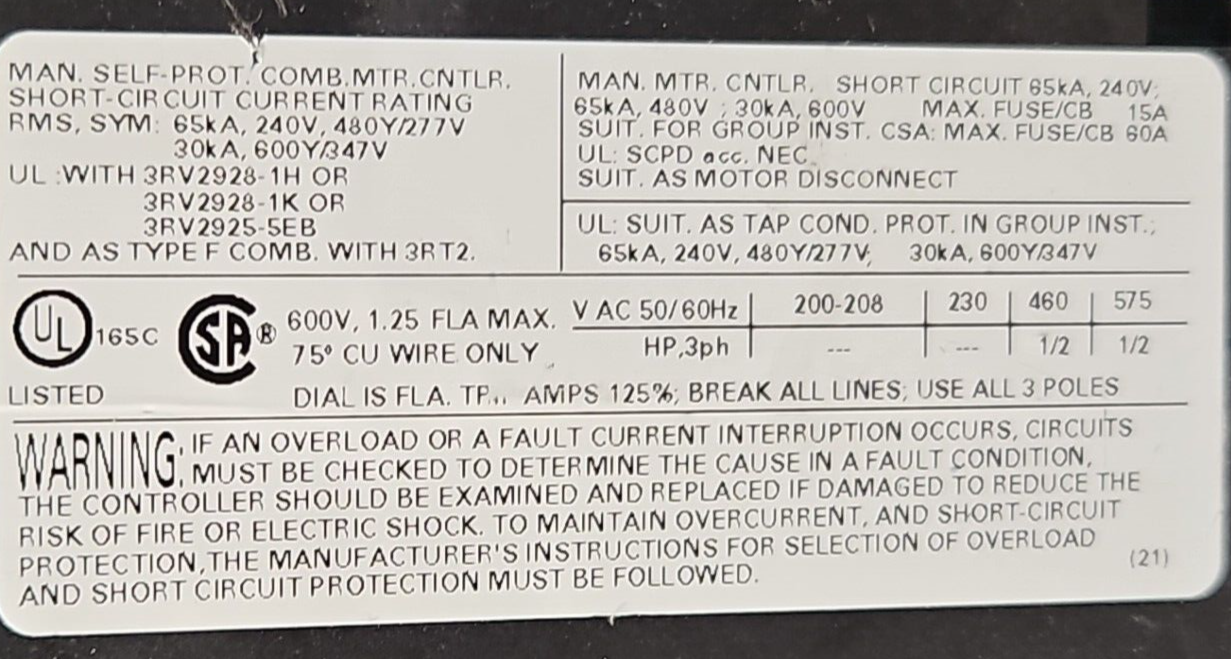 MAN. SELF-PROT. COMB.MTR.CNTLR.
SHORT-CIRCUIT CURRENT RATING
RMS, SYM: 65kA, 240V, 480Y/277V
30kA, 600Y/347V
UL :WITH 3RV2928-1H OR
3RV2928-1K OR
3RV2925-5EB
AND AS TYPE F COMB. WITH 3RT2.
MAN. MTR. CNTLR. SHORT CIRCUIT 65kA, 240V;
65kA, 480V ; 30kA, 600V MAX. FUSE/CB 15A
SUIT. FOR GROUP INST. CSA: MAX. FUSE/CB 60A
UL: SCPD acc. NEC
SUIT. AS MOTOR DISCONNECT
UL: SUIT. AS TAP COND. PROT. IN GROUP INST.;
65kA, 240V, 480Y/277V; 30kA, 600Y/347V
UL 165C
LISTED
SA ®
600V, 1.25 FLA MAX.
75° CU WIRE ONLY
V AC 50/60Hz 200-208 230 460 575
HP,3ph --- --- 1/2 1/2
DIAL IS FLA. AMPS 125%; BREAK ALL LINES; USE ALL 3 POLES
WARNING: IF AN OVERLOAD OR A FAULT CURRENT INTERRUPTION OCCURS, CIRCUITS
MUST BE CHECKED TO DETERMINE THE CAUSE IN A FAULT CONDITION,
THE CONTROLLER SHOULD BE EXAMINED AND REPLACED IF DAMAGED TO REDUCE THE
RISK OF FIRE OR ELECTRIC SHOCK. TO MAINTAIN OVERCURRENT, AND SHORT-CIRCUIT
PROTECTION, THE MANUFACTURER'S INSTRUCTIONS FOR SELECTION OF OVERLOAD
AND SHORT CIRCUIT PROTECTION MUST BE FOLLOWED.
(21)